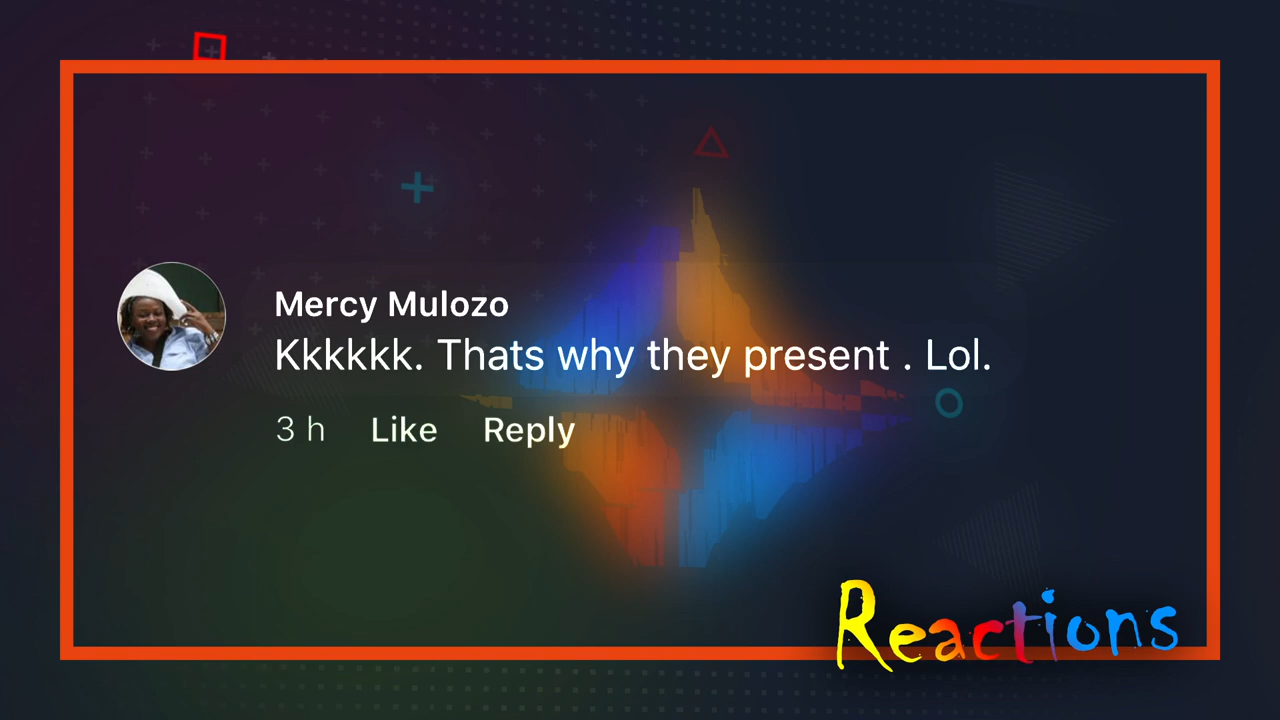 Mercy Mulozo
Kkkkkk. Thats why they present . Lol.
3 h Like Reply
Reactions